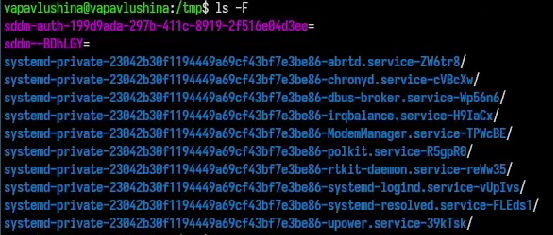 vapavlushina@vapavlushina:/tmp$ ls -F
sddm-auth-199d9ada-297b-411c-8919-2f516e04d3ee=
sddm--BDhLGY=
systemd-private-23042b30f1194449a69cf43bf7e3be86-abrtd.service-ZW6tr8/
systemd-private-23042b30f1194449a69cf43bf7e3be86-chronyd.service-cV8cXw/
systemd-private-23042b30f1194449a69cf43bf7e3be86-dbus-broker.service-Wp56n6/
systemd-private-23042b30f1194449a69cf43bf7e3be86-irqbalance.service-H9IaCx/
systemd-private-23042b30f1194449a69cf43bf7e3be86-ModemManager.service-TPWcBE/
systemd-private-23042b30f1194449a69cf43bf7e3be86-polkit.service-R5gpR0/
systemd-private-23042b30f1194449a69cf43bf7e3be86-rtkit-daemon.service-reWw35/
systemd-private-23042b30f1194449a69cf43bf7e3be86-systemd-logind.service-vUpIvs/
systemd-private-23042b30f1194449a69cf43bf7e3be86-systemd-resolved.service-FLEds1/
systemd-private-23042b30f1194449a69cf43bf7e3be86-upower.service-39kTsk/